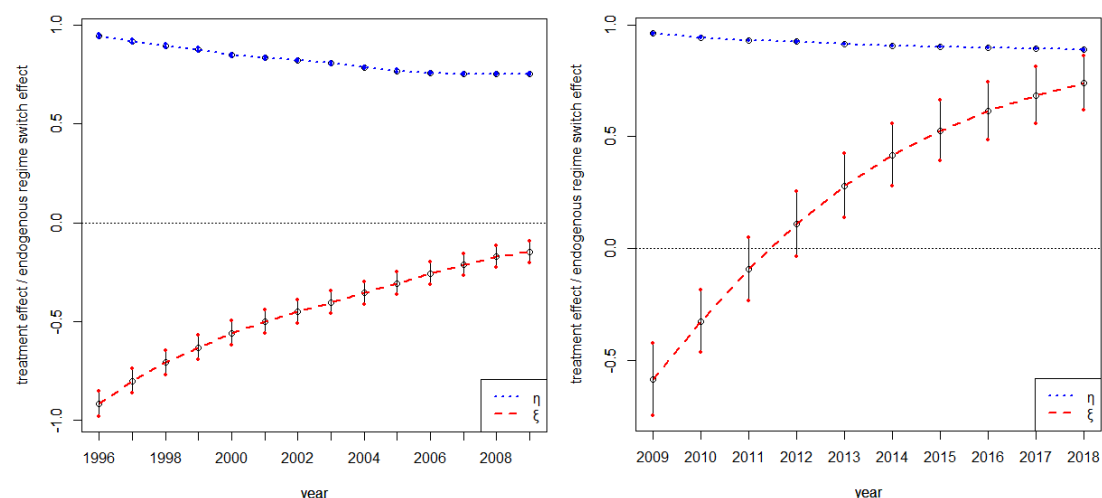 treatment effect / endogenous regime switch effect
1.0
0.5
0.0
-0.5
-1.0
1996 1998 2000 2002 2004 2006 2008
year
η
ξ
treatment effect / endogenous regime switch effect
1.0
0.5
0.0
-0.5
2009 2010 2011 2012 2013 2014 2015 2016 2017 2018
year
η
ξ